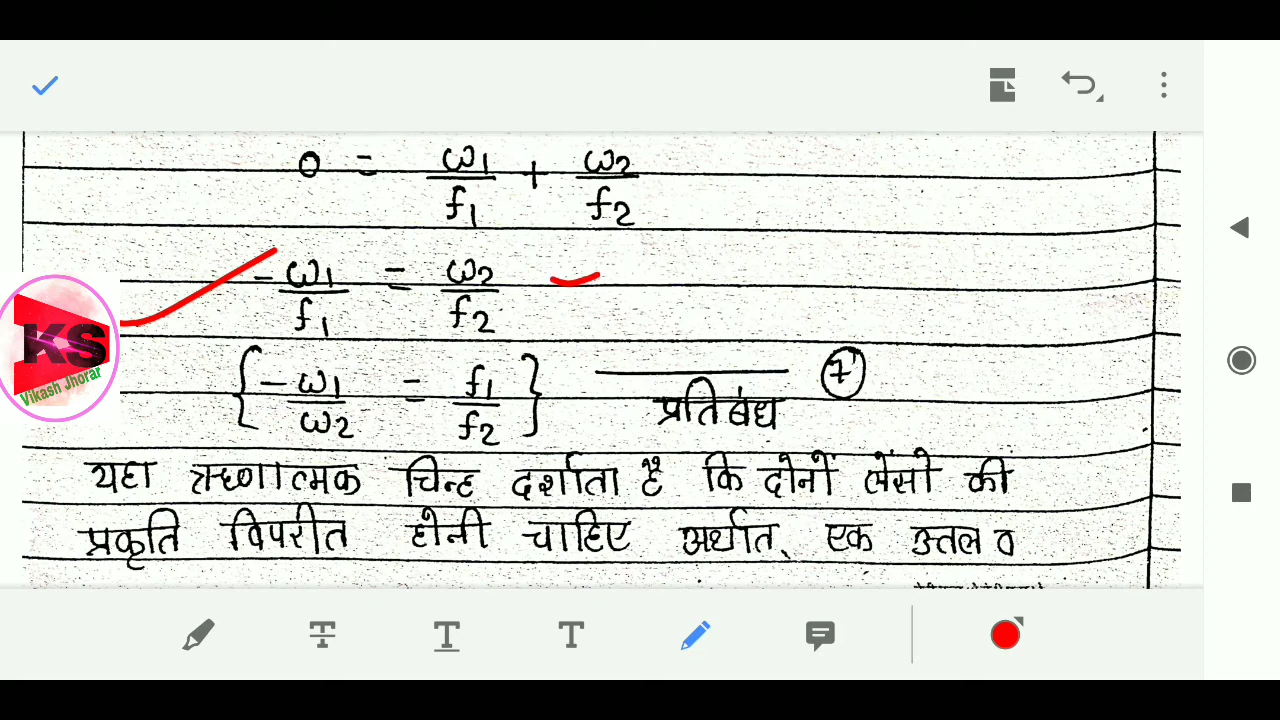 0 = ω1/f1 + ω2/f2
-ω1/f1 = ω2/f2
{ -ω1/ω2 = f1/f2 } प्रतिबंध 7
KS
Vikash Jhorar
यहा ऋणात्मक चिन्ह दर्शाता है कि दोनों लेंसो की
प्रकृति विपरीत होनी चाहिए अर्थात् एक उत्तल व
T T T